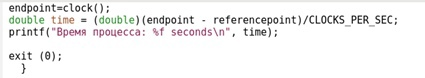 endpoint=clock();
double time = (double)(endpoint - referencepoint)/CLOCKS_PER_SEC;
printf("Время процесса: %f seconds\n", time);
exit (0);
}